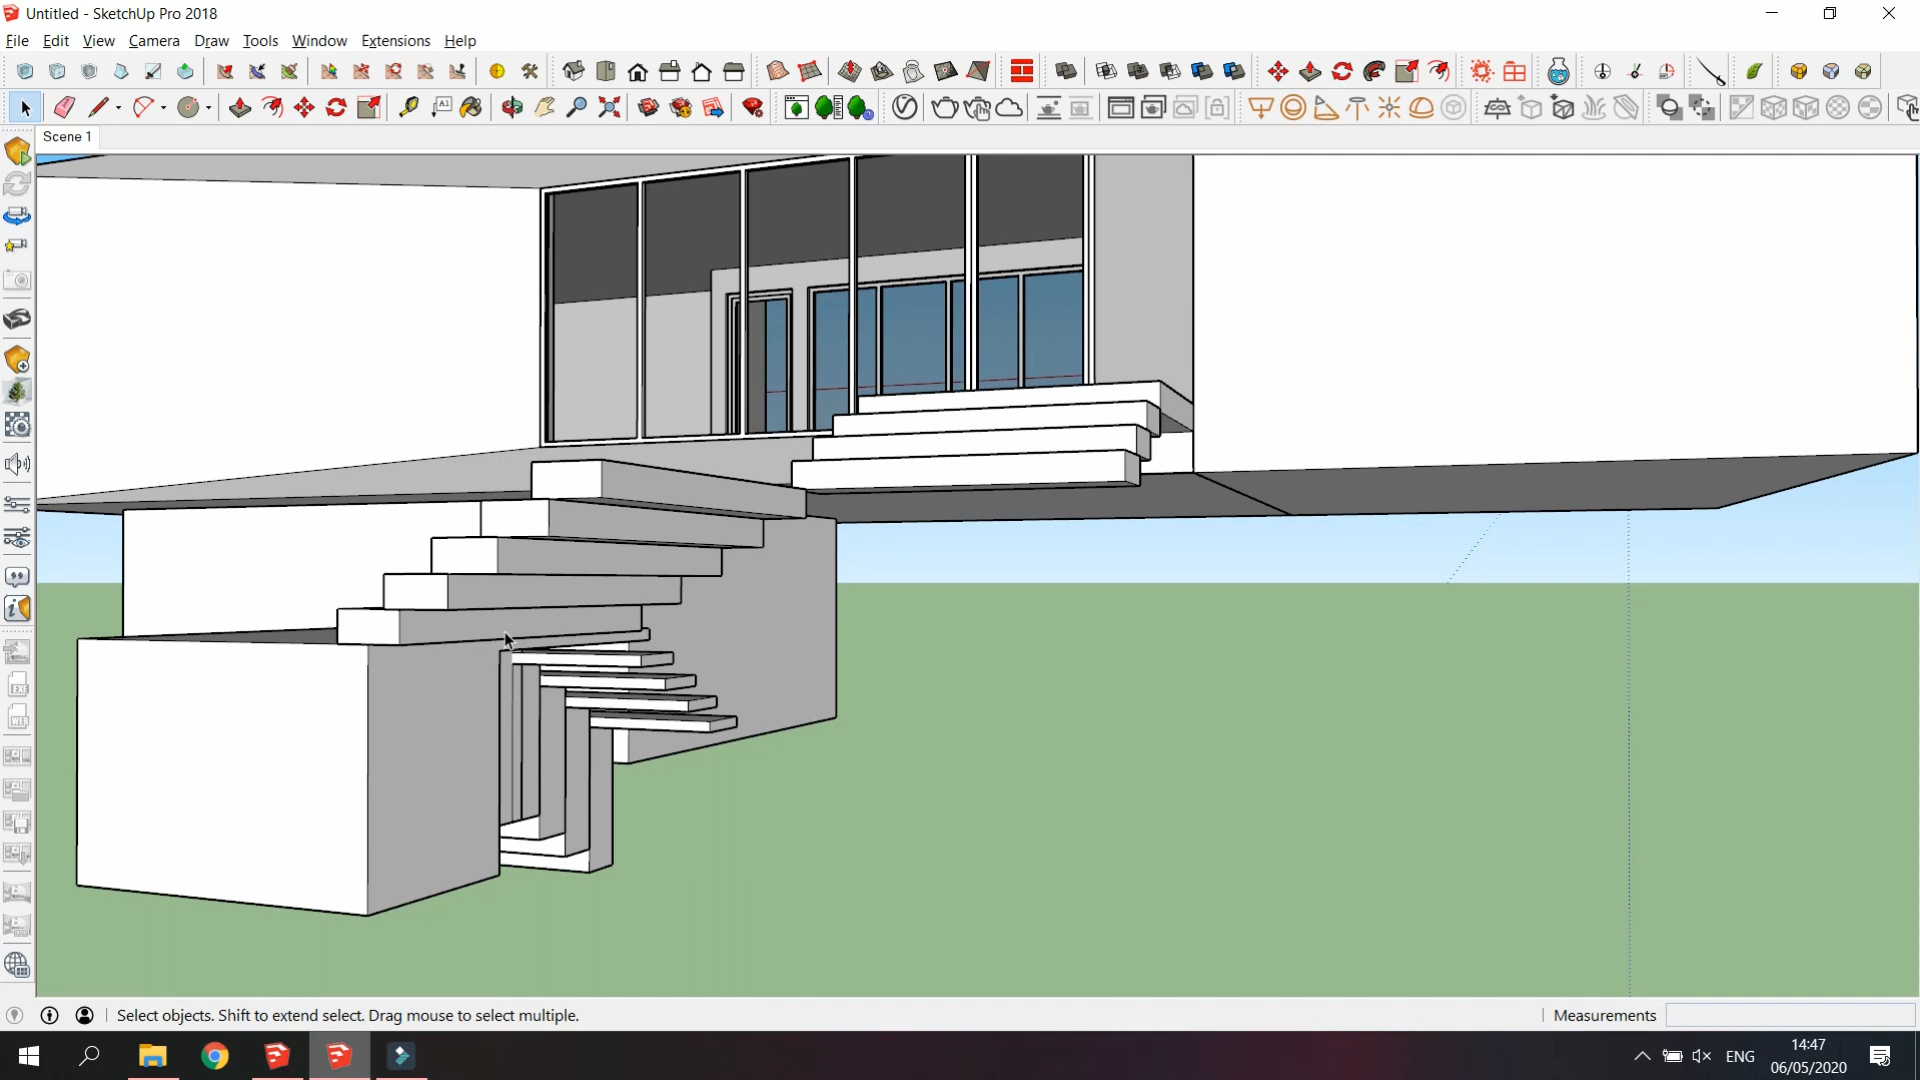 Untitled - SketchUp Pro 2018
File Edit View Camera Draw Tools Window Extensions Help
Scene 1
Select objects. Shift to extend select. Drag mouse to select multiple.
Measurements
ENG
14:47
06/05/2020